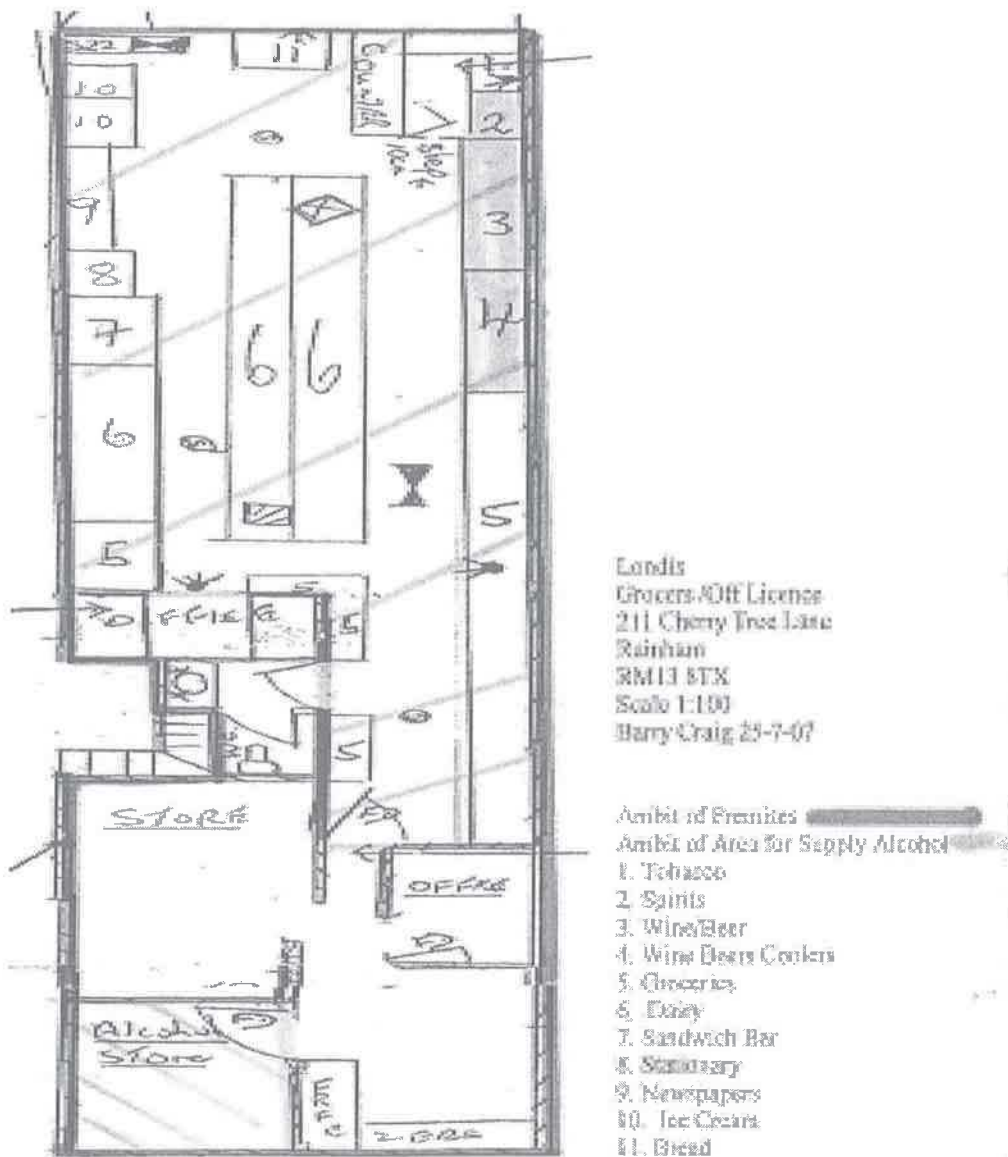 10
10
9
8
7
6
5
11
Counter
Step
10cm
2
3
4
6
6
5
5
5
5
STORE
OFFICE
Alcohol
Store
Londis
Grocers /Off Licence
211 Cherry Tree Lane
Rainham
RM13 8TX
Scale 1:100
Barry Craig 25-7-07
Ambit of Premises
Ambit of Area for Supply Alcohol
1. Tobacco
2. Spirits
3. Wine/Beer
4. Wine Beers Coolers
5. Groceries
6. Dairy
7. Sandwich Bar
8. Stationary
9. Newspapers
10. Ice Cream
11. Bread